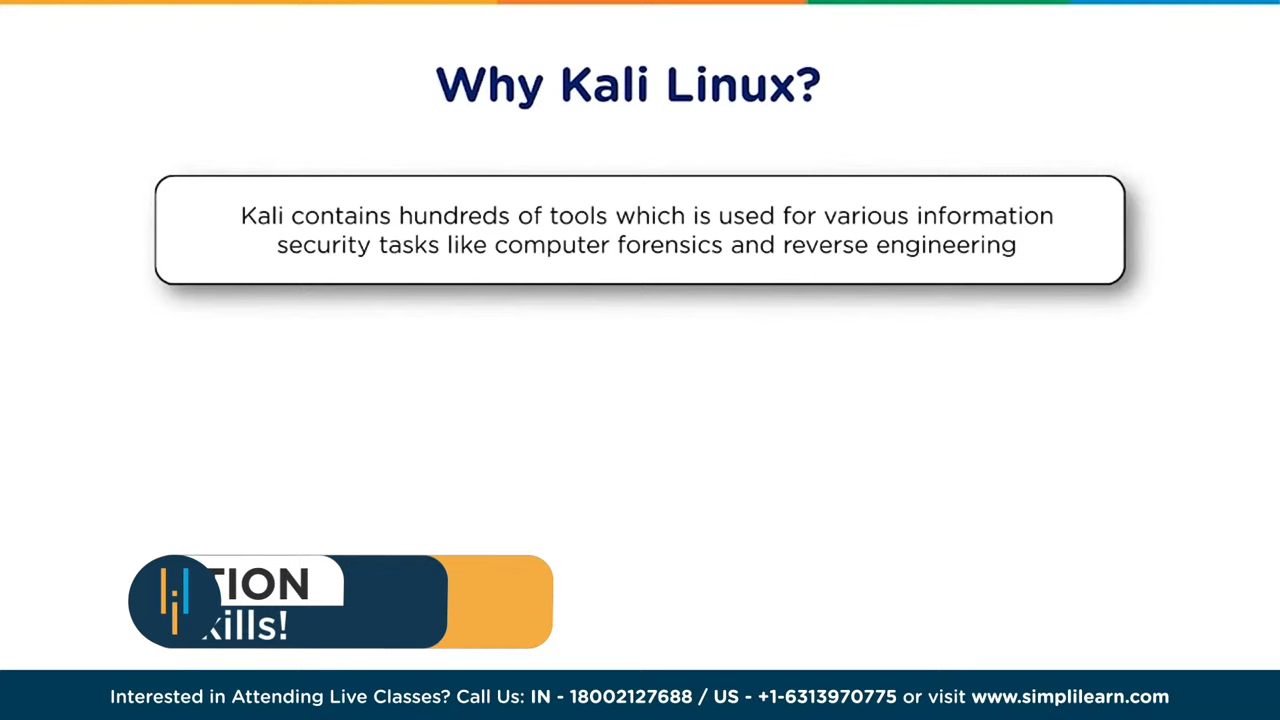 Why Kali Linux?
Kali contains hundreds of tools which is used for various information
security tasks like computer forensics and reverse engineering
TION
kills!
Interested in Attending Live Classes? Call Us: IN - 18002127688 / US - +1-6313970775 or visit www.simplilearn.com